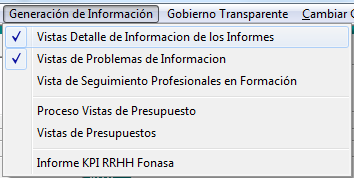 Generación de Información Gobierno Transparente Cambiar
Vistas Detalle de Informacion de los Informes
Vistas de Problemas de Informacion
Vista de Seguimiento Profesionales en Formación
Proceso Vistas de Presupuesto
Vistas de Presupuestos
Informe KPI RRHH Fonasa